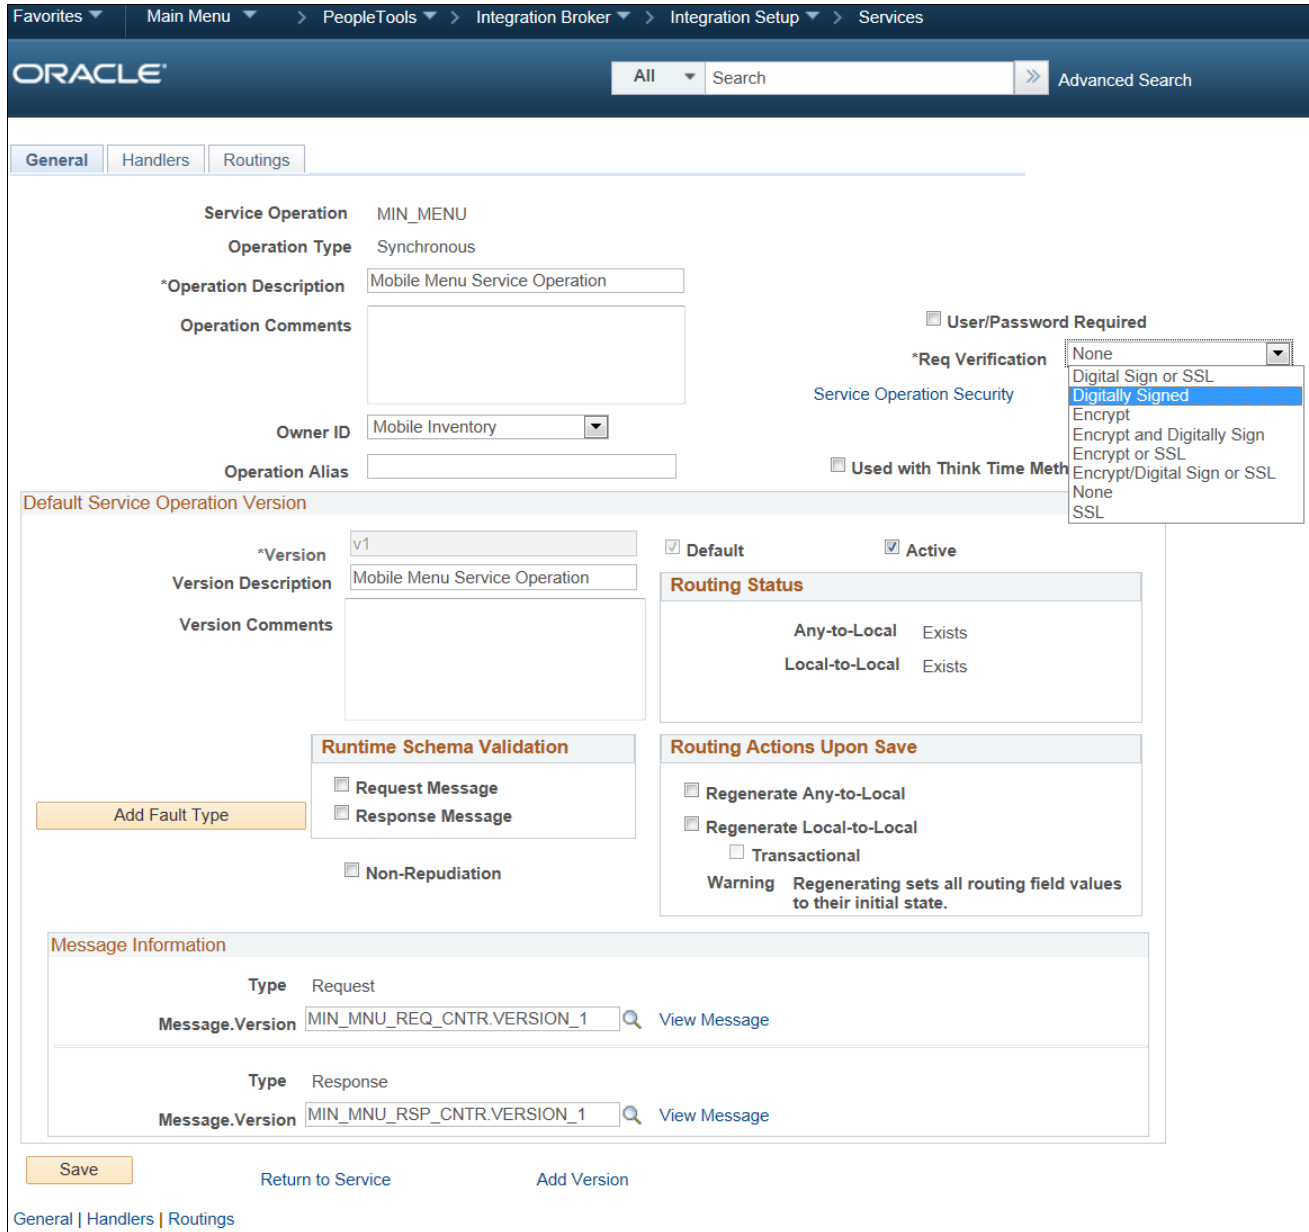 Favorites Main Menu > PeopleTools > Integration Broker > Integration Setup > Services
ORACLE
All Search » Advanced Search
General Handlers Routings
Service Operation MIN_MENU
Operation Type Synchronous
*Operation Description Mobile Menu Service Operation
Operation Comments
User/Password Required
*Req Verification None
Digital Sign or SSL
Digitally Signed
Encrypt
Encrypt and Digitally Sign
Encrypt or SSL
Encrypt/Digital Sign or SSL
None
SSL
Service Operation Security
Owner ID Mobile Inventory
Operation Alias
Used with Think Time Meth
Default Service Operation Version
*Version v1 Default Active
Version Description Mobile Menu Service Operation
Version Comments
Routing Status
Any-to-Local Exists
Local-to-Local Exists
Runtime Schema Validation
Request Message
Response Message
Add Fault Type
Non-Repudiation
Routing Actions Upon Save
Regenerate Any-to-Local
Regenerate Local-to-Local
Transactional
Warning Regenerating sets all routing field values
to their initial state.
Message Information
Type Request
Message.Version MIN_MNU_REQ_CNTR.VERSION_1 View Message
Type Response
Message.Version MIN_MNU_RSP_CNTR.VERSION_1 View Message
Save Return to Service Add Version
General | Handlers | Routings